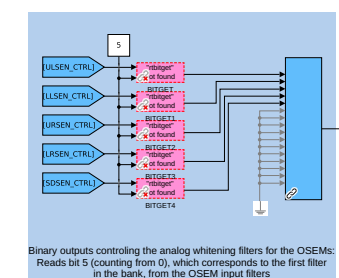 5
[ULSEN_CTRL]
"rtbitget"
ot found
BITGET
[LLSEN_CTRL]
"rtbitget"
ot found
BITGET1
[URSEN_CTRL]
"rtbitget"
ot found
BITGET2
[LRSEN_CTRL]
"rtbitget"
ot found
BITGET3
[SDSEN_CTRL]
"rtbitget"
ot found
BITGET4
Binary outputs controling the analog whitening filters for the OSEMs:
Reads bit 5 (counting from 0), which corresponds to the first filter
in the bank, from the OSEM input filters